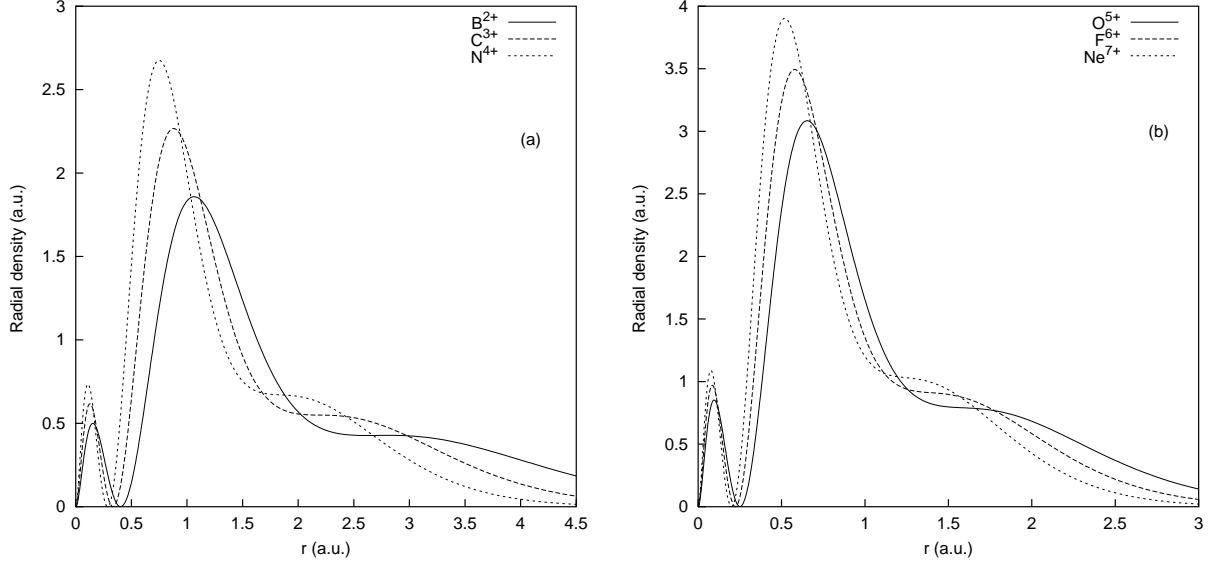 3
2.5
2
1.5
1
0.5
0
0 0.5 1 1.5 2 2.5 3 3.5 4 4.5
Radial density (a.u.)
r (a.u.)
B2+
C3+
N4+
(a)
4
3.5
3
2.5
2
1.5
1
0.5
0
0 0.5 1 1.5 2 2.5 3
Radial density (a.u.)
r (a.u.)
O5+
F6+
Ne7+
(b)